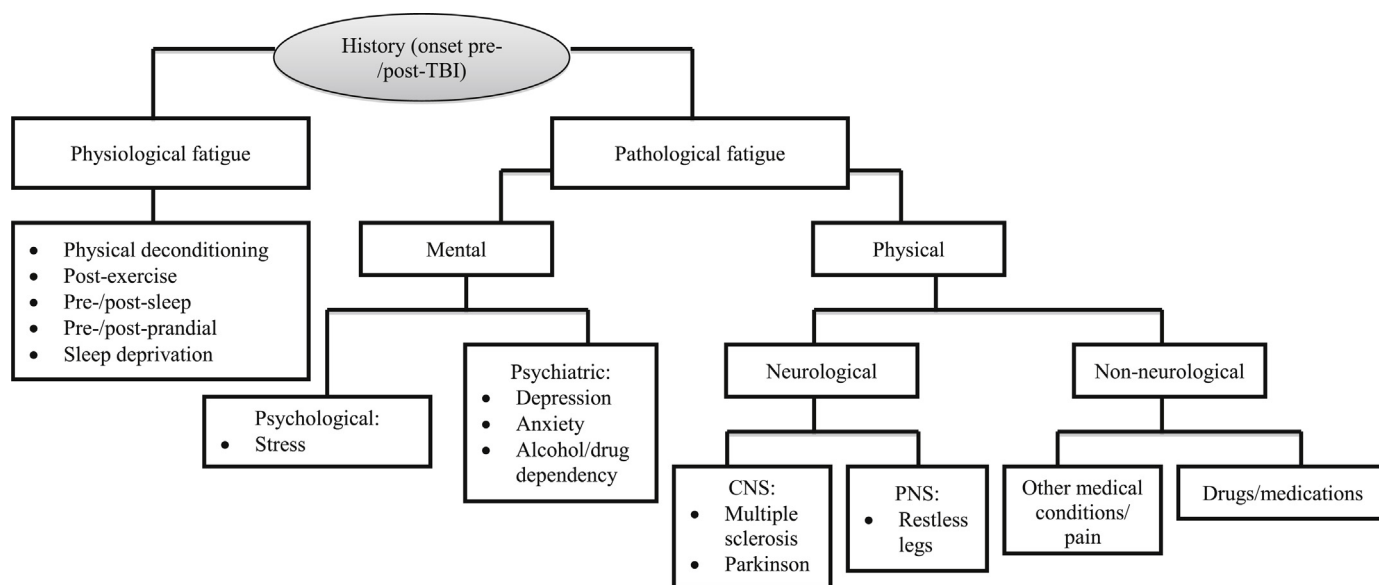 History (onset pre-
/post-TBI)
Physiological fatigue
Pathological fatigue
• Physical deconditioning
• Post-exercise
• Pre-/post-sleep
• Pre-/post-prandial
• Sleep deprivation
Mental
Physical
Psychological:
• Stress
Psychiatric:
• Depression
• Anxiety
• Alcohol/drug
dependency
Neurological
Non-neurological
CNS:
• Multiple
sclerosis
• Parkinson
PNS:
• Restless
legs
Other medical
conditions/
pain
Drugs/medications